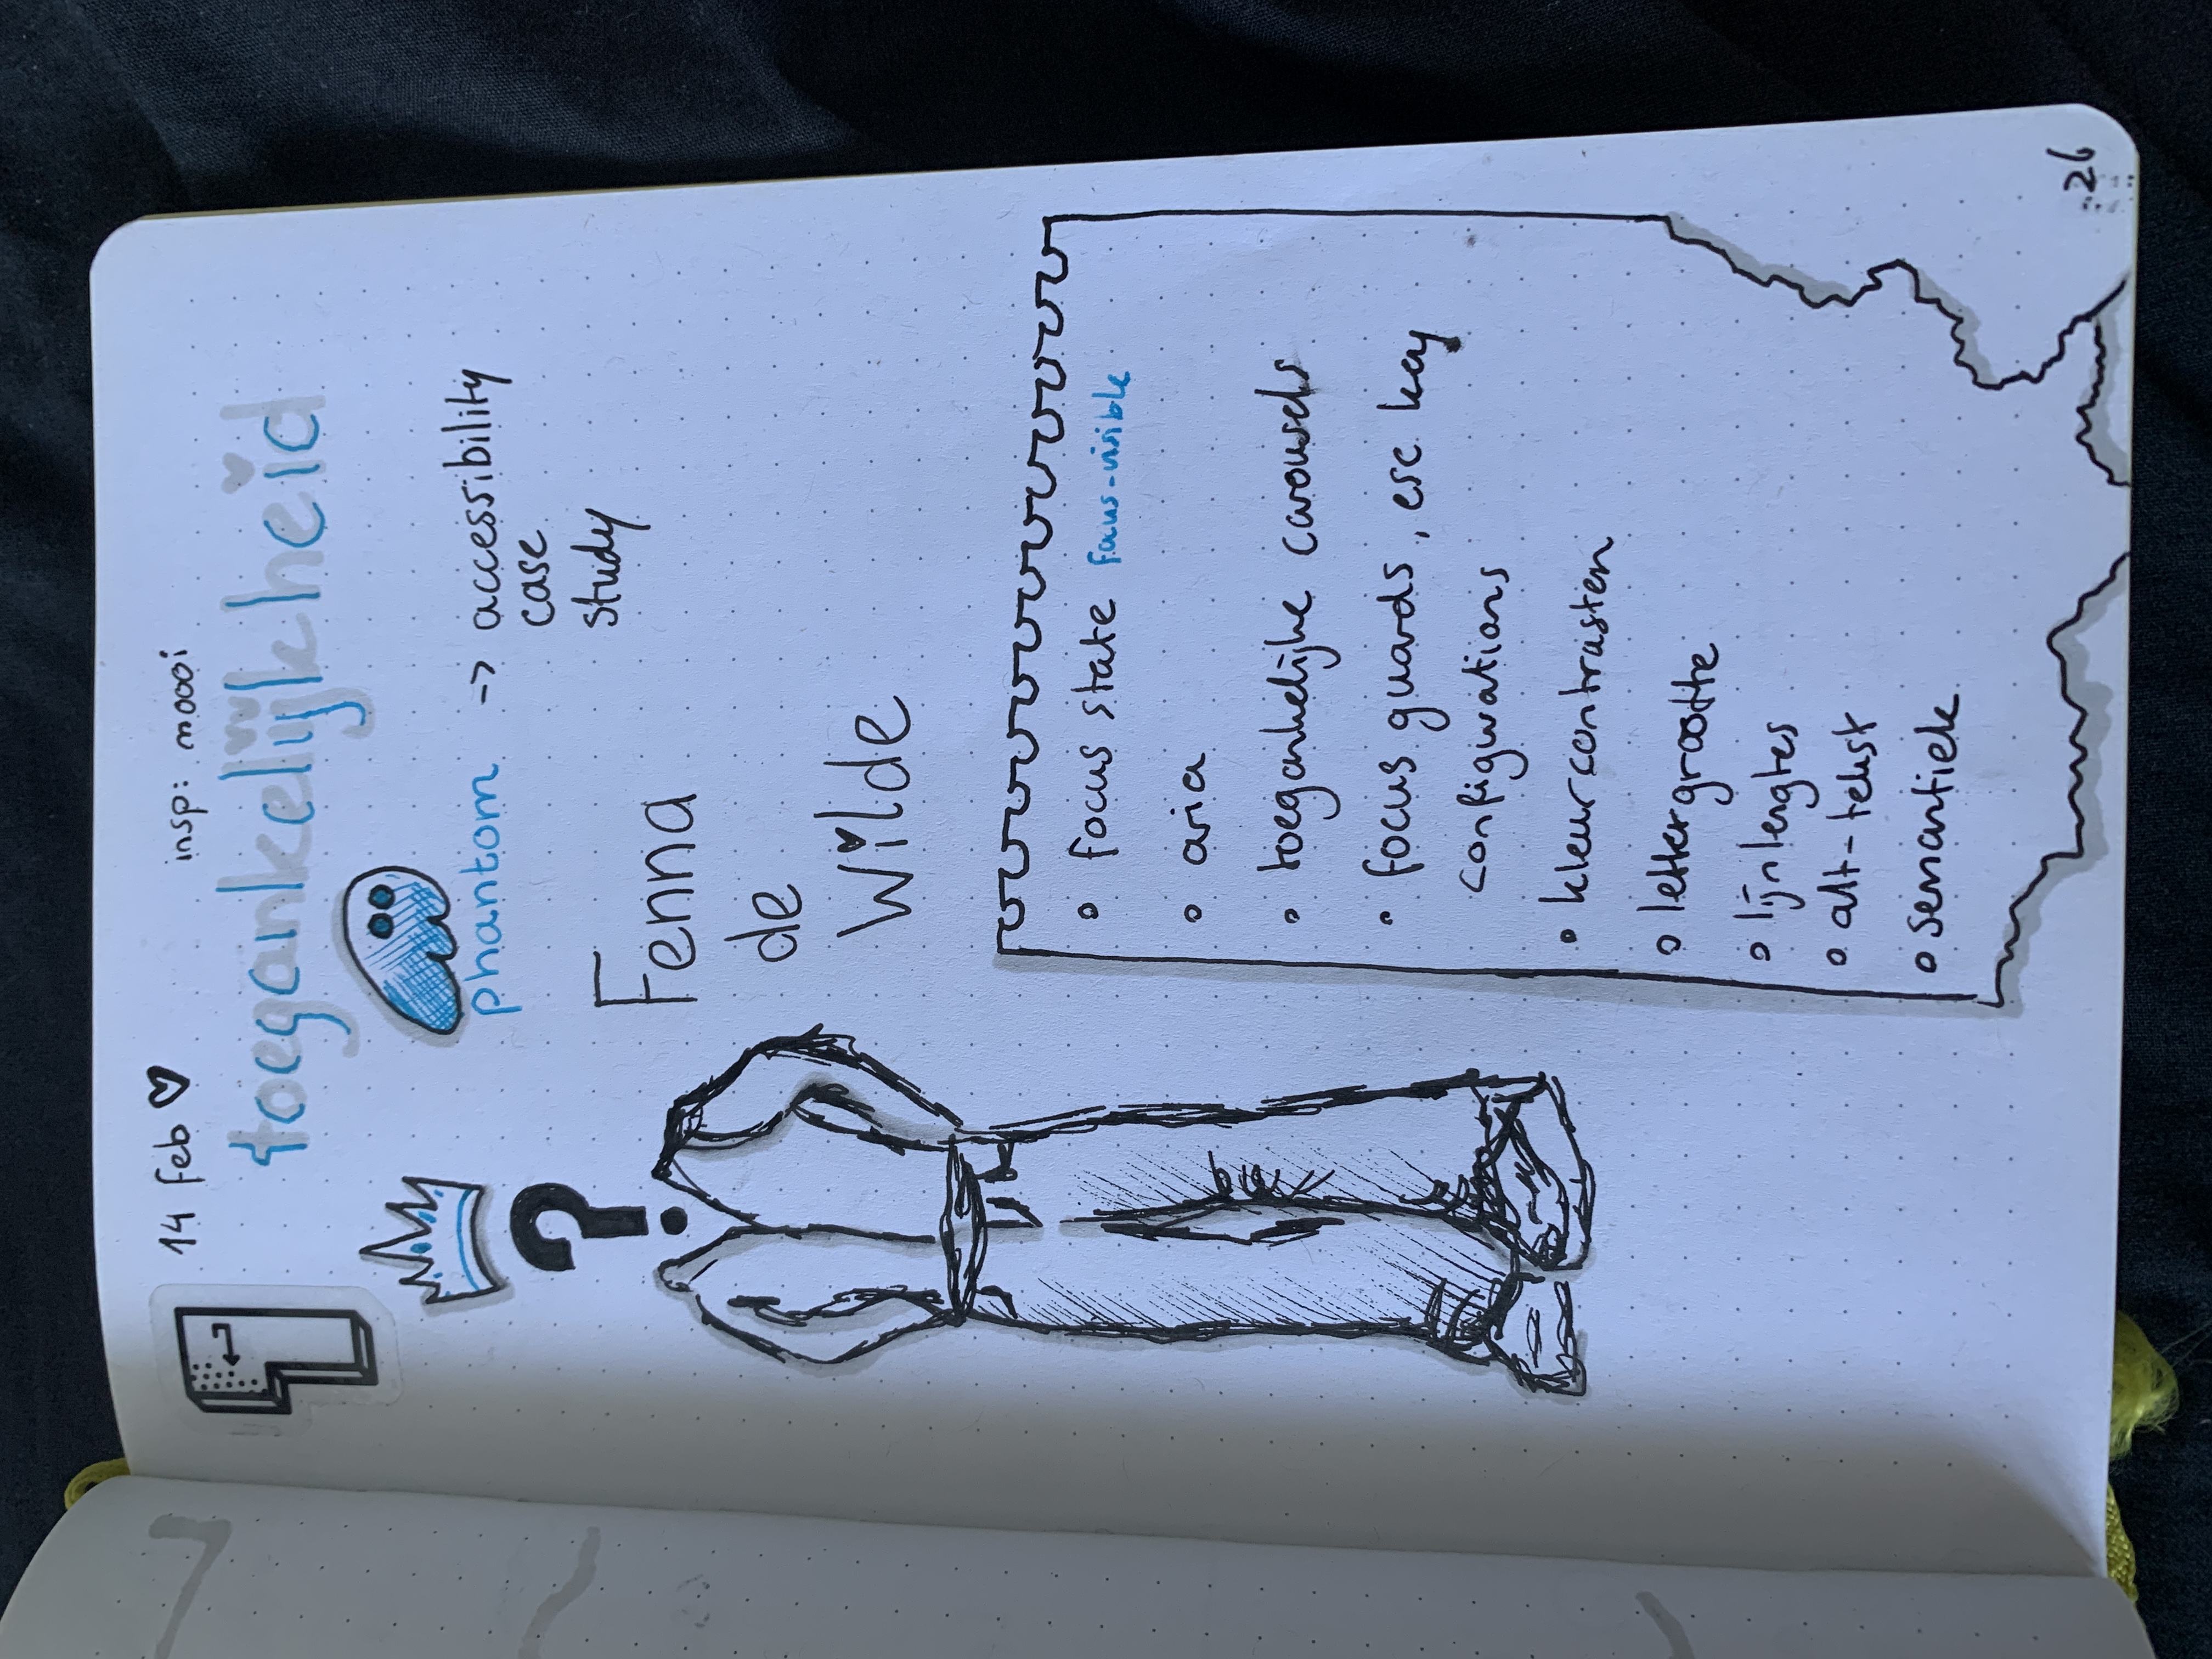 14 feb ♥
insp: moooi
toegankelijkheid
phantom -> accessibility
case
study
?
Fenna
de
Wilde
focus state focus-visible
aria
toegankelijke carousels
focus guards, esc key
configurations
kleurcontrasten
lettergrootte
lijnlengtes
alt-tekst
semantiek
26